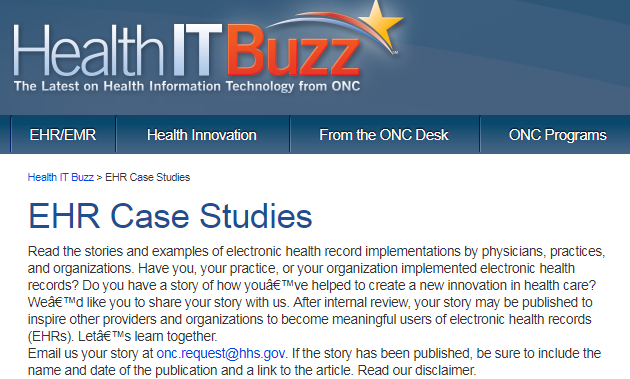 Health IT Buzz
The Latest on Health Information Technology from ONC
EHR/EMR Health Innovation From the ONC Desk ONC Programs
Health IT Buzz > EHR Case Studies
EHR Case Studies
Read the stories and examples of electronic health record implementations by physicians, practices,
and organizations. Have you, your practice, or your organization implemented electronic health
records? Do you have a story of how youâ€™ve helped to create a new innovation in health care?
Weâ€™d like you to share your story with us. After internal review, your story may be published to
inspire other providers and organizations to become meaningful users of electronic health records
(EHRs). Letâ€™s learn together.
Email us your story at onc.request@hhs.gov. If the story has been published, be sure to include the
name and date of the publication and a link to the article. Read our disclaimer.